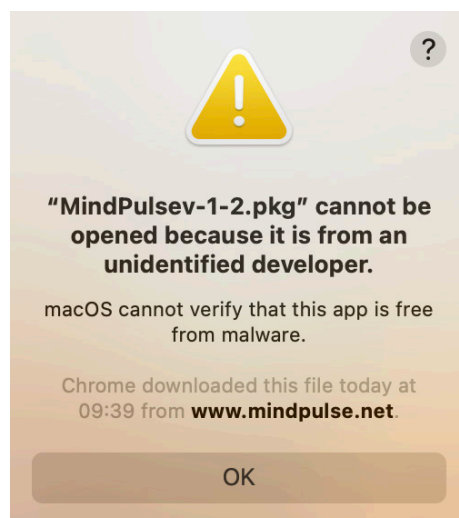 ?
“MindPulsev-1-2.pkg” cannot be
opened because it is from an
unidentified developer.
macOS cannot verify that this app is free
from malware.
Chrome downloaded this file today at
09:39 from www.mindpulse.net.
OK